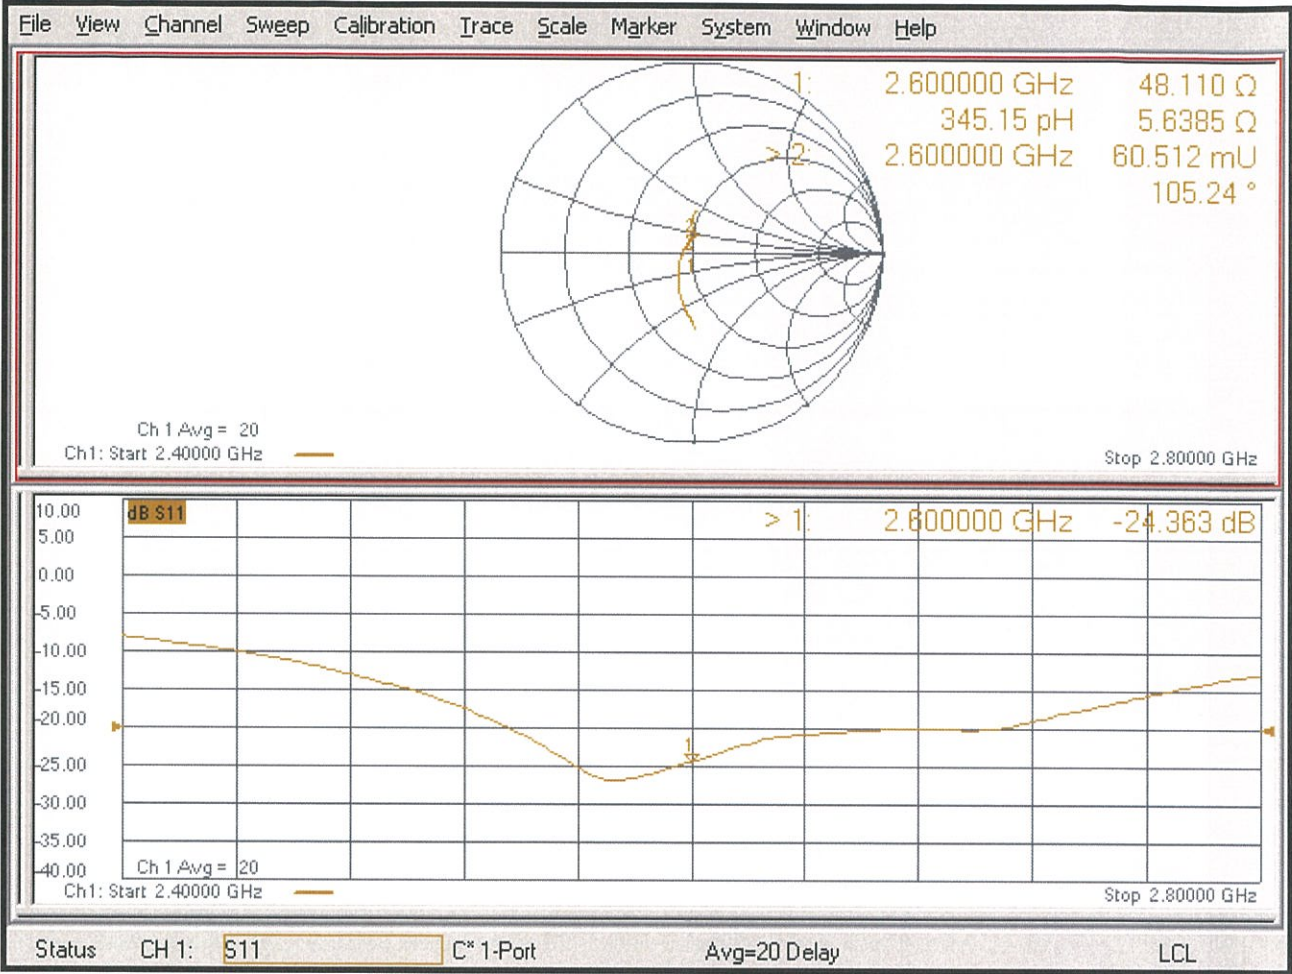 File View Channel Sweep Calibration Trace Scale Marker System Window Help
1: 2.600000 GHz 48.110 Ω
345.15 pH 5.6385 Ω
> 2: 2.600000 GHz 60.512 mU
105.24 °
1
Ch 1 Avg = 20
Ch1: Start 2.40000 GHz
Stop 2.80000 GHz
10.00
dB S11
> 1: 2.600000 GHz -24.363 dB
5.00
0.00
-5.00
-10.00
-15.00
-20.00
1
-25.00
-30.00
-35.00
-40.00
Ch 1 Avg = 20
Ch1: Start 2.40000 GHz
Stop 2.80000 GHz
Status CH 1: S11 C* 1-Port Avg=20 Delay LCL